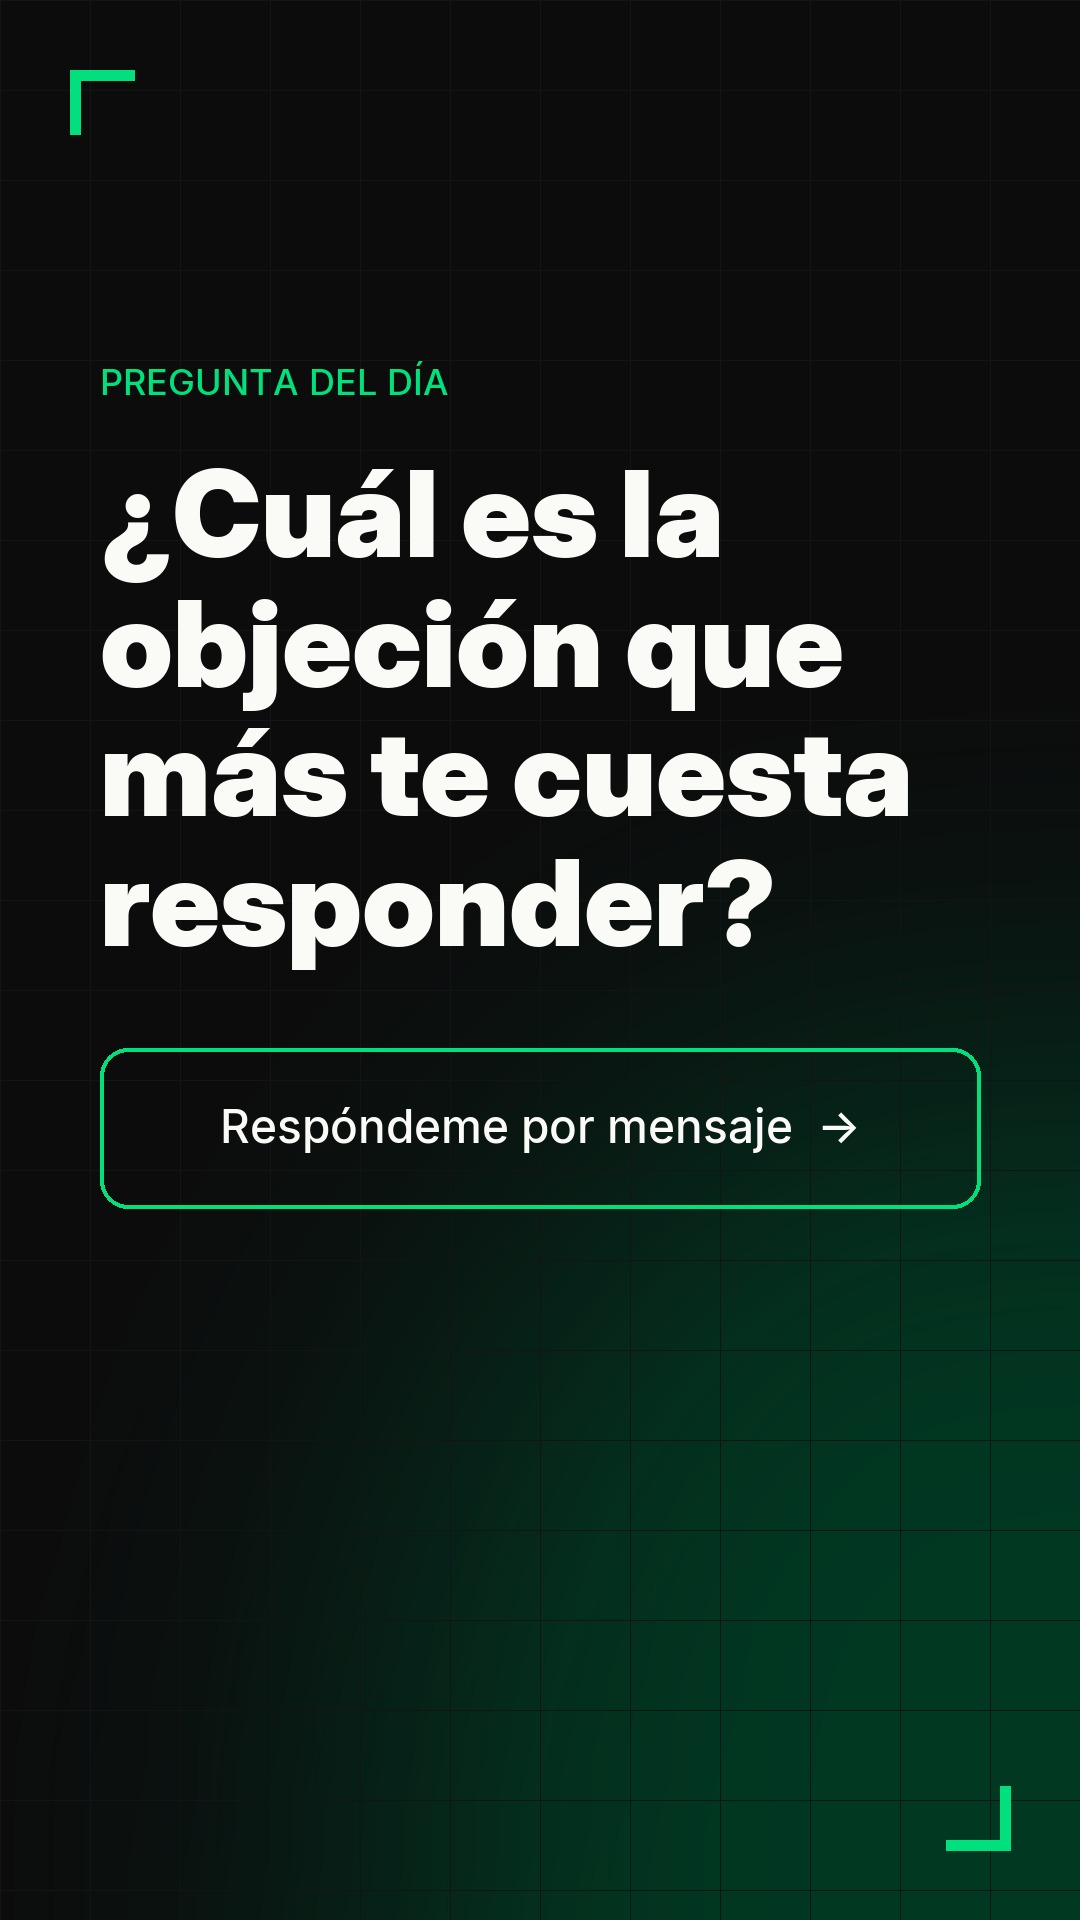 PREGUNTA DEL DÍA
¿Cuál es la
objeción que
más te cuesta
responder?
Respóndeme por mensaje →